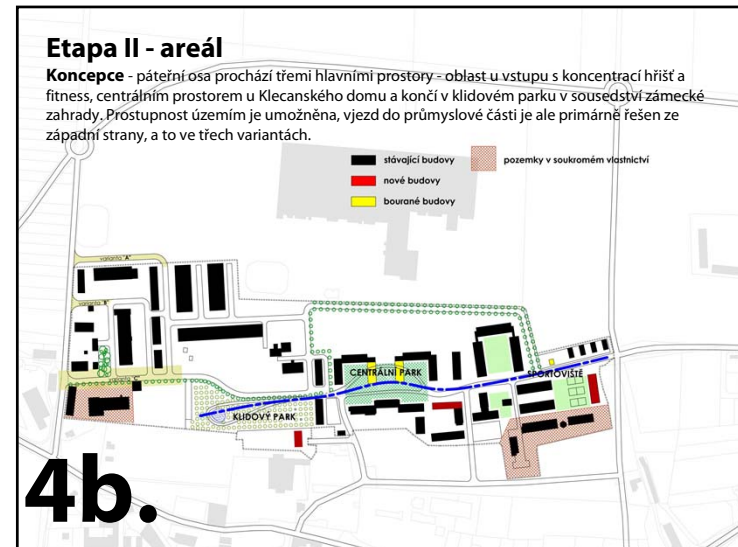 Etapa II - areál
Koncepce - páteřní osa prochází třemi hlavními prostory - oblast u vstupu s koncentrací hřišť a
fitness, centrálním prostorem u Klecanského domu a končí v klidovém parku v sousedství zámecké
zahrady. Prostupnost územím je umožněna, vjezd do průmyslové části je ale primárně řešen ze
západní strany, a to ve třech variantách.
stávající budovy
pozemky v soukromém vlastnictví
nové budovy
bourané budovy
varianta "A"
varianta "B"
CENTRÁLNÍ PARK
SPORTOVIŠTĚ
KLIDOVÝ PARK
4b.